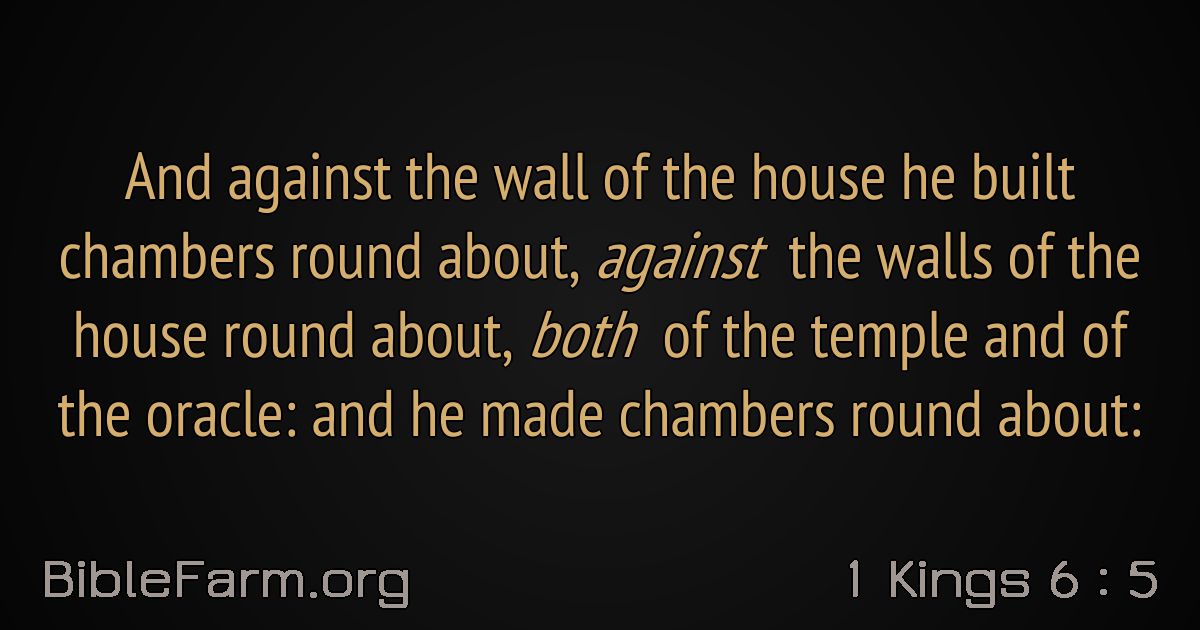 And against the wall of the house he built
chambers round about, against the walls of the
house round about, both of the temple and of
the oracle: and he made chambers round about:
BibleFarm.org
1 Kings 6 : 5